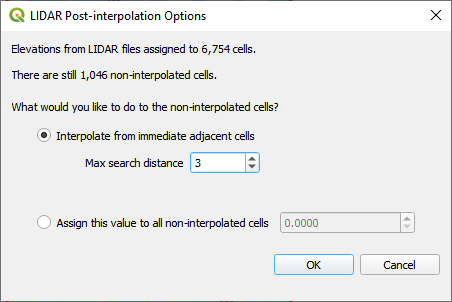 LIDAR Post-interpolation Options
Elevations from LIDAR files assigned to 6,754 cells.
There are still 1,046 non-interpolated cells.
What would you like to do to the non-interpolated cells?
Interpolate from immediate adjacent cells
Max search distance 3
Assign this value to all non-interpolated cells 0.0000
OK Cancel